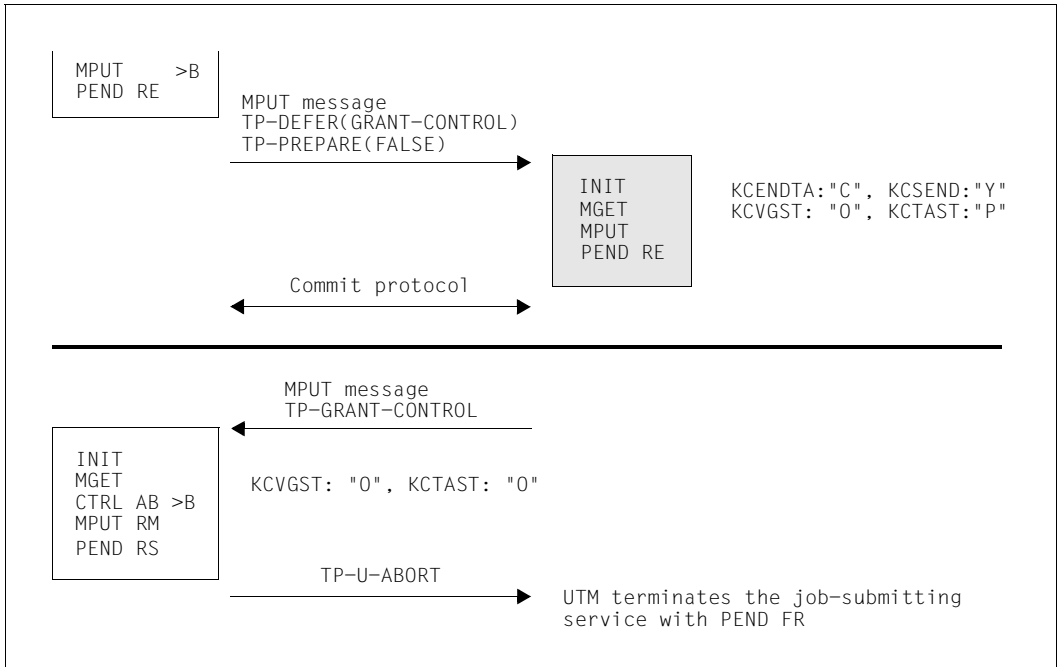 MPUT >B
PEND RE
MPUT message
TP-DEFER(GRANT-CONTROL)
TP-PREPARE(FALSE)
INIT
MGET
MPUT
PEND RE
KCENDTA:"C", KCSEND:"Y"
KCVGST: "O", KCTAST:"P"
Commit protocol
MPUT message
TP-GRANT-CONTROL
INIT
MGET
CTRL AB >B
MPUT RM
PEND RS
KCVGST: "O", KCTAST: "O"
TP-U-ABORT
UTM terminates the job-submitting
service with PEND FR